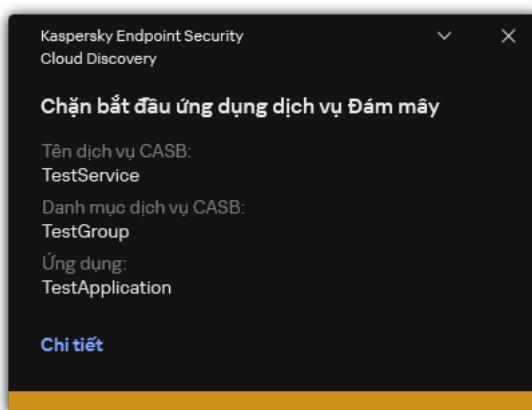 Kaspersky Endpoint Security
Cloud Discovery
Chặn bắt đầu ứng dụng dịch vụ Đám mây
Tên dịch vụ CASB:
TestService
Danh mục dịch vụ CASB:
TestGroup
Ứng dụng:
TestApplication
Chi tiết